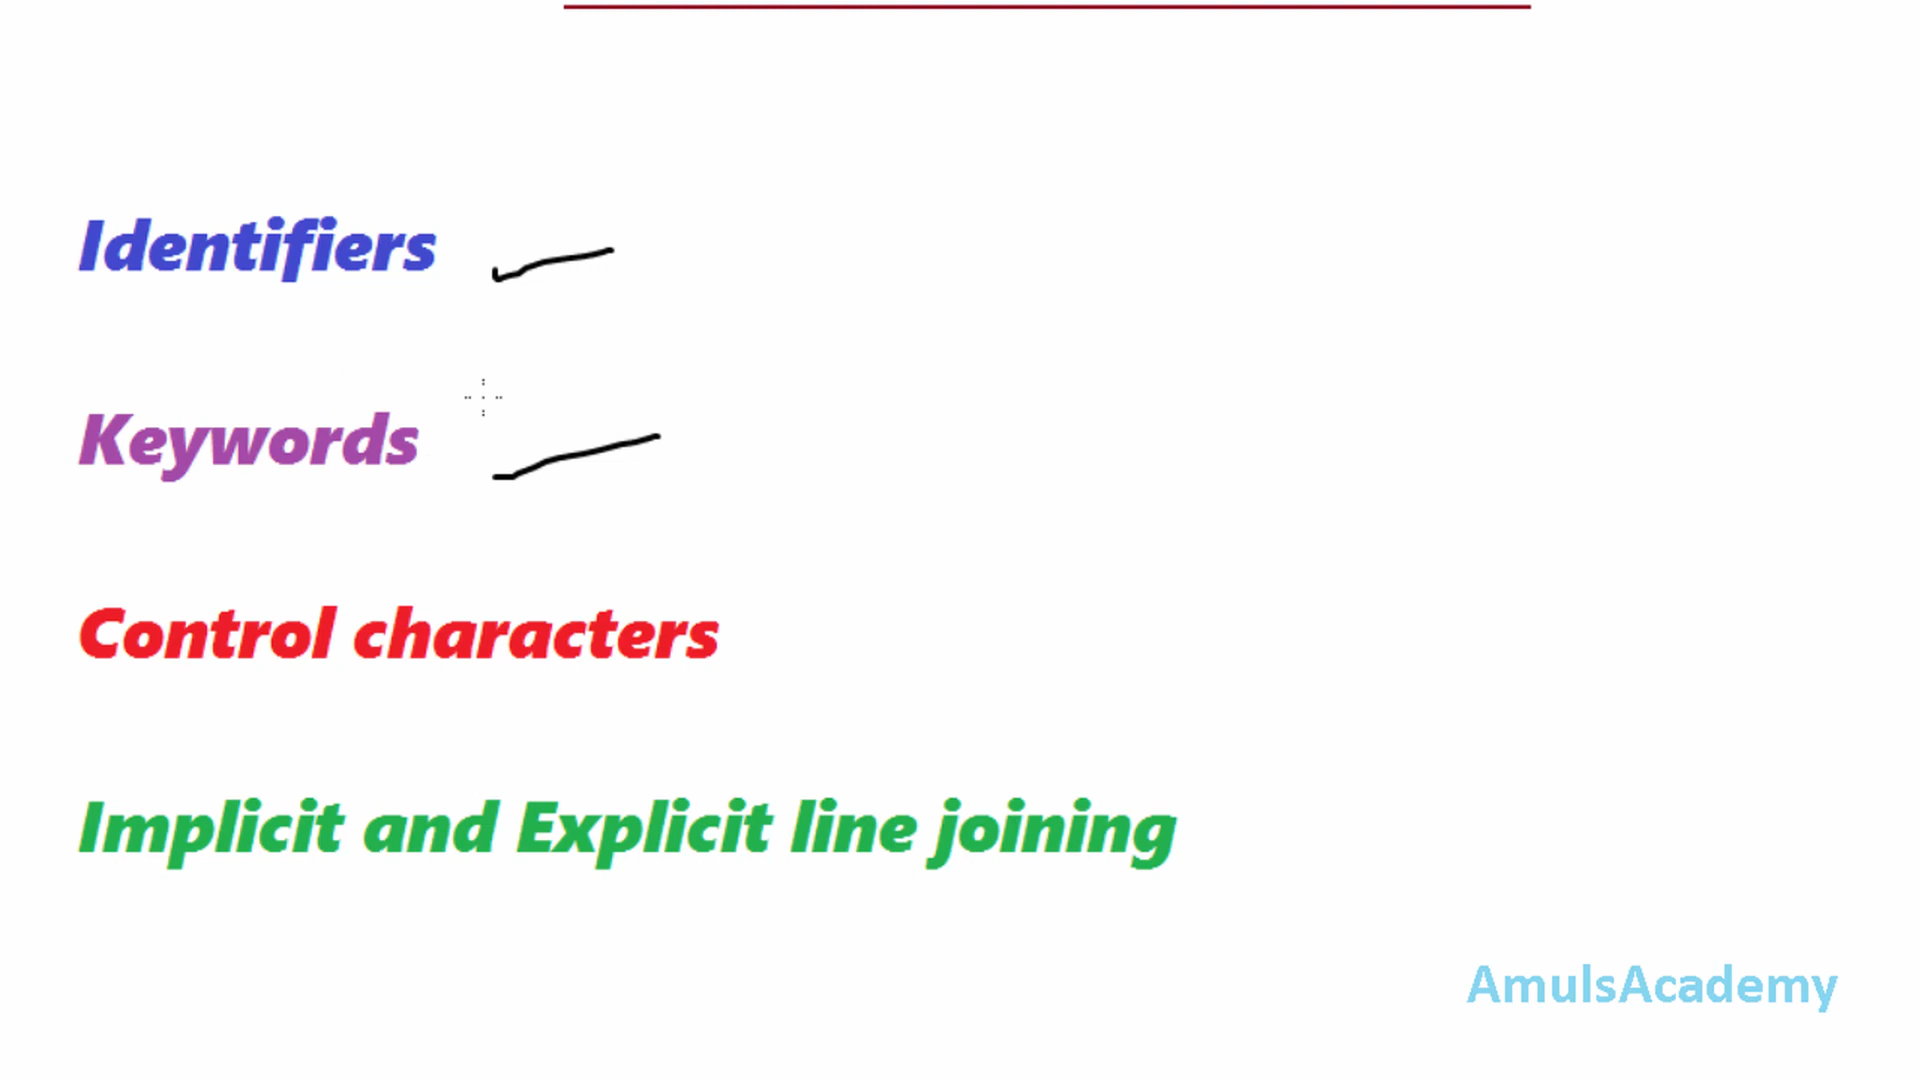 Identifiers
Keywords
Control characters
Implicit and Explicit line joining
AmulsAcademy